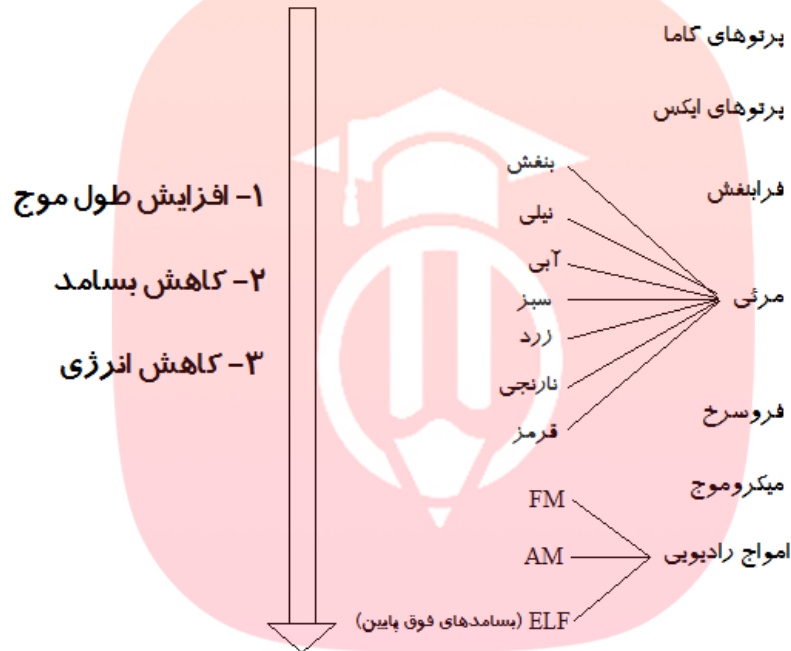 پرتوهای کاما
پرتوهای ایکس
فرابنفش
مرئی
بنفش
نیلی
آبی
سبز
زرد
نارنجی
قرمز
فروسرخ
میکروموج
امواج رادیویی
FM
AM
ELF (بسامدهای فوق پایین)
۱- افزایش طول موج
۲- کاهش بسامد
۳- کاهش انرژی